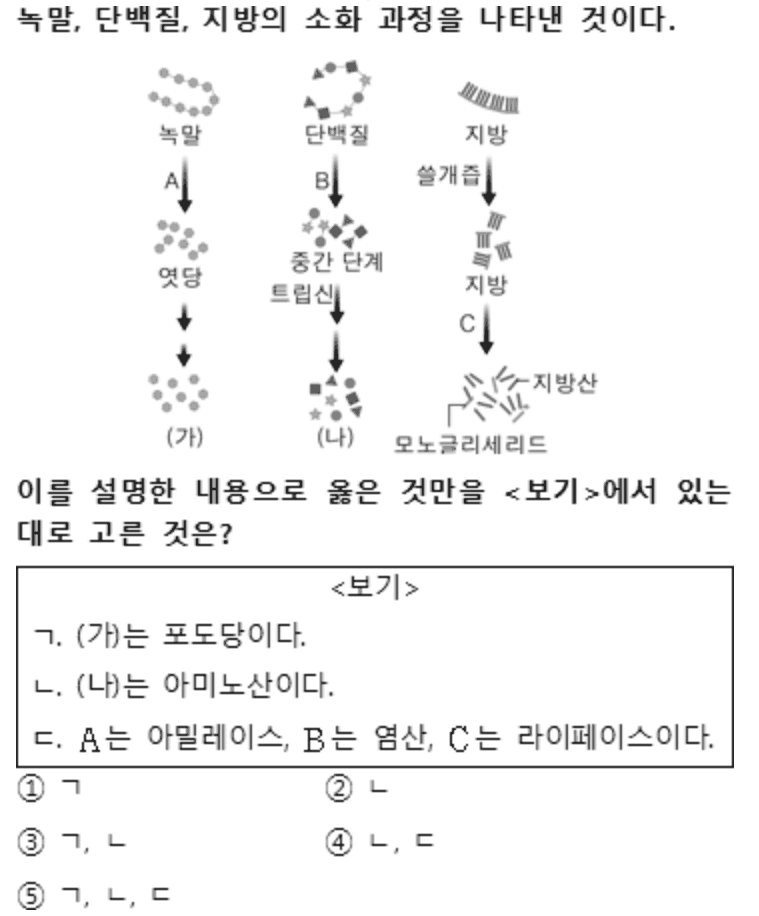 녹말, 단백질, 지방의 소화 과정을 나타낸 것이다.
녹말 단백질 지방
A B 쓸개즙
엿당 중간 단계 지방
트립신
C
지방산
(가) (나) 모노글리세리드
이를 설명한 내용으로 옳은 것만을 <보기>에서 있는
대로 고른 것은?
<보기>
ㄱ. (가)는 포도당이다.
ㄴ. (나)는 아미노산이다.
ㄷ. A는 아밀레이스, B는 염산, C는 라이페이스이다.
① ㄱ ② ㄴ
③ ㄱ, ㄴ ④ ㄴ, ㄷ
⑤ ㄱ, ㄴ, ㄷ